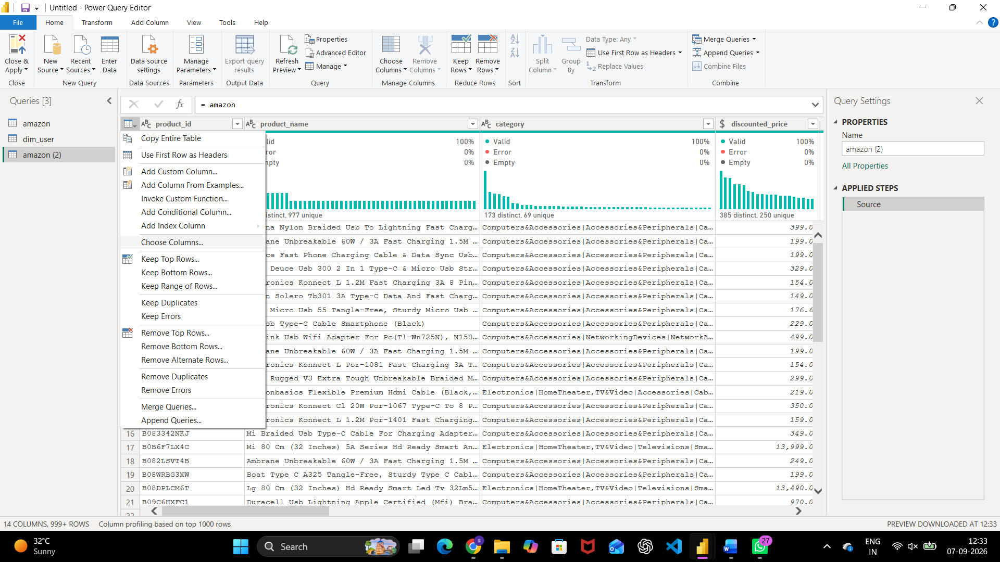 Untitled - Power Query Editor
File
Home
Transform
Add Column
View
Tools
Help
Close & Apply
New Source
Recent Sources
Enter Data
Data source settings
Manage Parameters
Export query results
Refresh Preview
Properties
Advanced Editor
Manage
Choose Columns
Remove Columns
Keep Rows
Remove Rows
Split Column
Group By
Data Type: Any
Use First Row as Headers
Replace Values
Merge Queries
Append Queries
Combine Files
Close
New Query
Data Sources
Parameters
Output Data
Query
Manage Columns
Reduce Rows
Sort
Transform
Combine
Queries [3]
amazon
dim_user
amazon (2)
fx
= amazon
product_id
product_name
category
$ discounted_price
Copy Entire Table
Use First Row as Headers
Add Custom Column...
Add Column From Examples...
Invoke Custom Function...
Add Conditional Column...
Add Index Column
Choose Columns...
Keep Top Rows...
Keep Bottom Rows...
Keep Range of Rows...
Keep Duplicates
Keep Errors
Remove Top Rows...
Remove Bottom Rows...
Remove Alternate Rows...
Remove Duplicates
Remove Errors
Merge Queries...
Append Queries...
lid 100% Valid 100% Valid 100%
ror 0% Error 0% Error 0%
npty 0% Empty 0% Empty 0%
istinct, 977 unique 173 distinct, 69 unique 385 distinct, 250 unique
na Nylon Braided Usb To Lightning Fast Charg... Computers&Accessories|Accessories&Peripherals|Ca... 399.0
ane Unbreakable 60W / 3A Fast Charging 1.5M ... Computers&Accessories|Accessories&Peripherals|Ca... 199.0
ce Fast Phone Charging Cable & Data Sync Usb... Computers&Accessories|Accessories&Peripherals|Ca... 199.0
Deuce Usb 300 2 In 1 Type-C & Micro Usb Str... Computers&Accessories|Accessories&Peripherals|Ca... 329.0
ronics Konnect L 1.2M Fast Charging 3A 8 Pin... Computers&Accessories|Accessories&Peripherals|Ca... 154.0
n Solero Tb301 3A Type-C Data And Fast Charg... Computers&Accessories|Accessories&Peripherals|Ca... 149.0
Micro Usb 55 Tangle-Free, Sturdy Micro Usb ... Computers&Accessories|Accessories&Peripherals|Ca... 176.6
sb Type-C Cable Smartphone (Black) Computers&Accessories|Accessories&Peripherals|Ca... 229.0
ink Usb Wifi Adapter For Pc(Tl-Wn725N), N150... Computers&Accessories|NetworkingDevices|NetworkA... 499.0
ane Unbreakable 60W / 3A Fast Charging 1.5M ... Computers&Accessories|Accessories&Peripherals|Ca... 199.0
ronics Konnect L Por-1081 Fast Charging 3A T... Computers&Accessories|Accessories&Peripherals|Ca... 154.0
Rugged V3 Extra Tough Unbreakable Braided M... Computers&Accessories|Accessories&Peripherals|Ca... 299.0
onbasics Flexible Premium Hdmi Cable (Black,... Electronics|HomeTheater,TV&Video|Accessories|Cab... 219.0
ronics Konnect Cl 20W Por-1067 Type-C To 8 P... Computers&Accessories|Accessories&Peripherals|Ca... 350.0
ronics Konnect L 1.2M Por-1401 Fast Charging... Computers&Accessories|Accessories&Peripherals|Ca... 159.0
16 B083342NKJ Mi Braided Usb Type-C Cable For Charging Adapter... Computers&Accessories|Accessories&Peripherals|Ca... 349.0
17 B0B6F7LX4C Mi 80 Cm (32 Inches) 5A Series Hd Ready Smart An... Electronics|HomeTheater,TV&Video|Televisions|Sma... 13,999.0
18 B082LSVT4B Ambrane Unbreakable 60W / 3A Fast Charging 1.5M ... Computers&Accessories|Accessories&Peripherals|Ca... 249.0
19 B08WRBG3XW Boat Type C A325 Tangle-Free, Sturdy Type C Cabl... Computers&Accessories|Accessories&Peripherals|Ca... 199.0
20 B08DPLCM6T Lg 80 Cm (32 Inches) Hd Ready Smart Led Tv 32Lm5... Electronics|HomeTheater,TV&Video|Televisions|Sma... 13,490.0
21 B09C6HXFC1 Duracell Usb Lightning Apple Certified (Mfi) Bra... Computers&Accessories|Accessories&Peripherals|Ca... 970.0
22
Query Settings
PROPERTIES
Name
amazon (2)
All Properties
APPLIED STEPS
Source
14 COLUMNS, 999+ ROWS
Column profiling based on top 1000 rows
PREVIEW DOWNLOADED AT 12:33
32°C
Sunny
Search
27
ENG
IN
12:33
07-09-2026